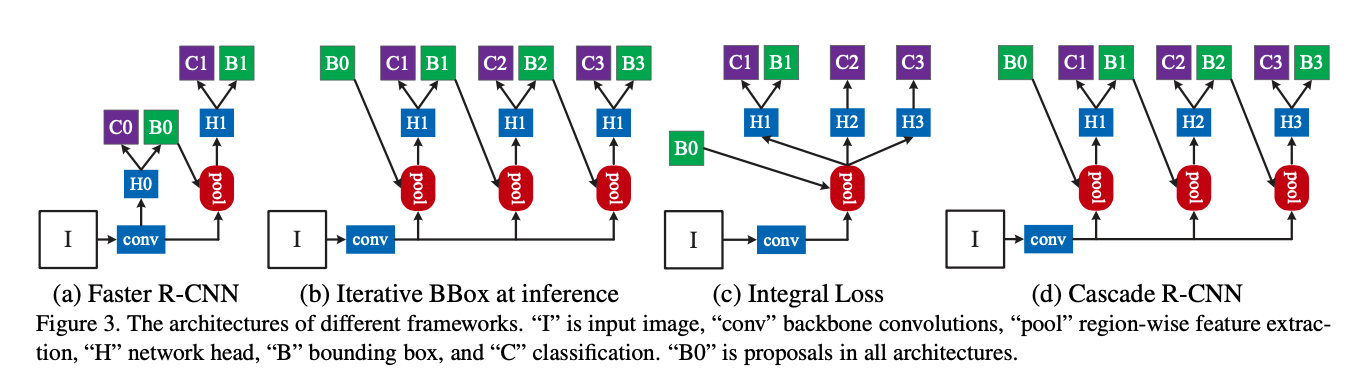 C1 B1
C0 B0 H1
H0 pool
I conv
(a) Faster R-CNN
B0 C1 B1 C2 B2 C3 B3
H1 H1 H1
pool pool pool
I conv
(b) Iterative BBox at inference
C1 B1 C2 C3
H1 H2 H3
B0
pool
I conv
(c) Integral Loss
B0 C1 B1 C2 B2 C3 B3
H1 H2 H3
pool pool pool
I conv
(d) Cascade R-CNN
Figure 3. The architectures of different frameworks. “I” is input image, “conv” backbone convolutions, “pool” region-wise feature extrac-
tion, “H” network head, “B” bounding box, and “C” classification. “B0” is proposals in all architectures.